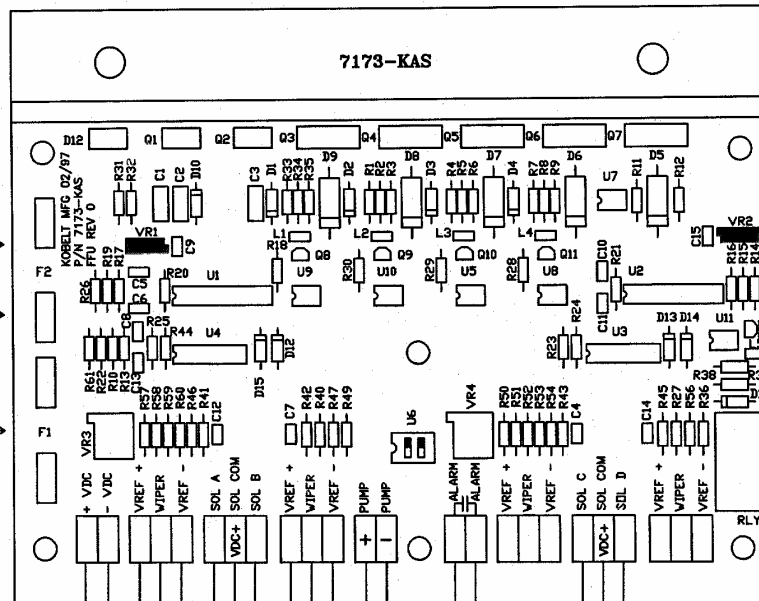 7173-KAS
D12 Q1 Q2 Q3 Q4 Q5 Q6 Q7
D9 D8 D7 D6 D5
R31 R32 C1 C2 D10 C3 D1 R33 R34 R35 D2 R1 R2 R3 D3 R4 R5 R6 D4 R7 R8 R9 U7 R11 R12
KOBELT MFG 02/97
P/N 7173-KAS
FFU REV 0
VR1 C9 L1 L2 L3 L4 C15 VR2
R18 Q8 Q9 Q10 Q11
R26 R19 R17 C5 R20 U1 U9 R30 U10 R29 U5 R28 U8 C10 R21 U2 R16 R15 R14
F2 C6
C8 R25 R44 U4 C11 R24 U3 D13 D14 U11
R61 R22 R10 R13 C13 D15 D12 R23 R38
R57 R58 R59 R60 R46 R41 VR4 R50 R51 R52 R53 R54 R43 R45 R27 R56 R36
F1 VR3 C12 C7 R42 R40 R47 R49 U6 C4 C14
+ VDC
- VDC
VREF +
WIPER
VREF -
SOL A
SOL COM
SOL B
VREF +
WIPER
VREF -
PUMP
PUMP
ALARM
ALARM
VREF +
WIPER
VREF -
SOL C
SOL COM
SOL D
VREF +
WIPER
VREF -
RLY
VDC+
+
-
VDC+